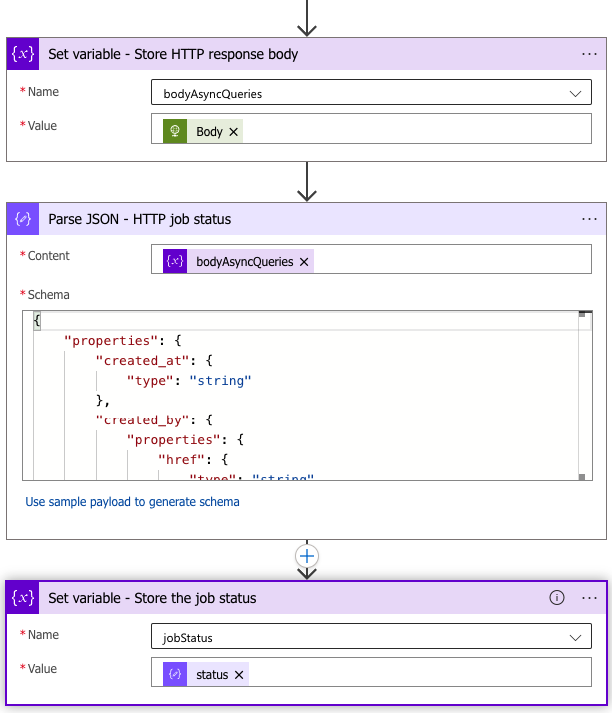 {x} Set variable - Store HTTP response body ...
* Name
bodyAsyncQueries
* Value
Body ×
Parse JSON - HTTP job status ...
* Content
{x} bodyAsyncQueries ×
* Schema
{
"properties": {
"created_at": {
"type": "string"
},
"created_by": {
"properties": {
"href": {
"type": "string"
Use sample payload to generate schema
{x} Set variable - Store the job status ...
* Name
jobStatus
* Value
status ×